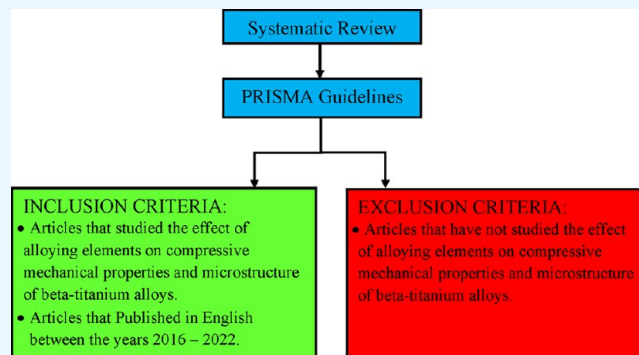 Systematic Review
PRISMA Guidelines
INCLUSION CRITERIA:
• Articles that studied the effect of
alloying elements on compressive
mechanical properties and microstructure
of beta-titanium alloys.
• Articles that Published in English
between the years 2016 – 2022.
EXCLUSION CRITERIA:
• Articles that have not studied the effect
of alloying elements on compressive
mechanical properties and microstructure
of beta-titanium alloys.